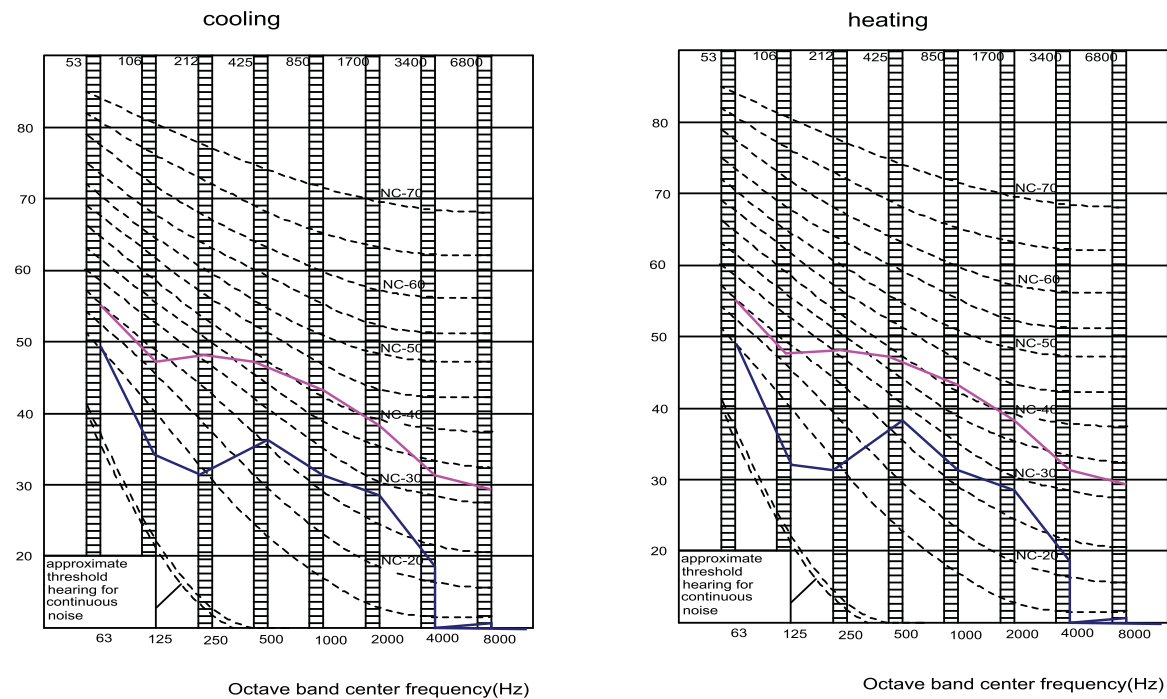 cooling
53 106 212 425 850 1700 3400 6800
80
70
60
50
40
30
20
NC-70
NC-60
NC-50
NC-40
NC-30
NC-20
approximate
threshold
hearing for
continuous
noise
63 125 250 500 1000 2000 4000 8000
Octave band center frequency(Hz)
heating
53 106 212 425 850 1700 3400 6800
80
70
60
50
40
30
20
NC-70
NC-60
NC-50
NC-40
NC-30
NC-20
approximate
threshold
hearing for
continuous
noise
63 125 250 500 1000 2000 4000 8000
Octave band center frequency(Hz)